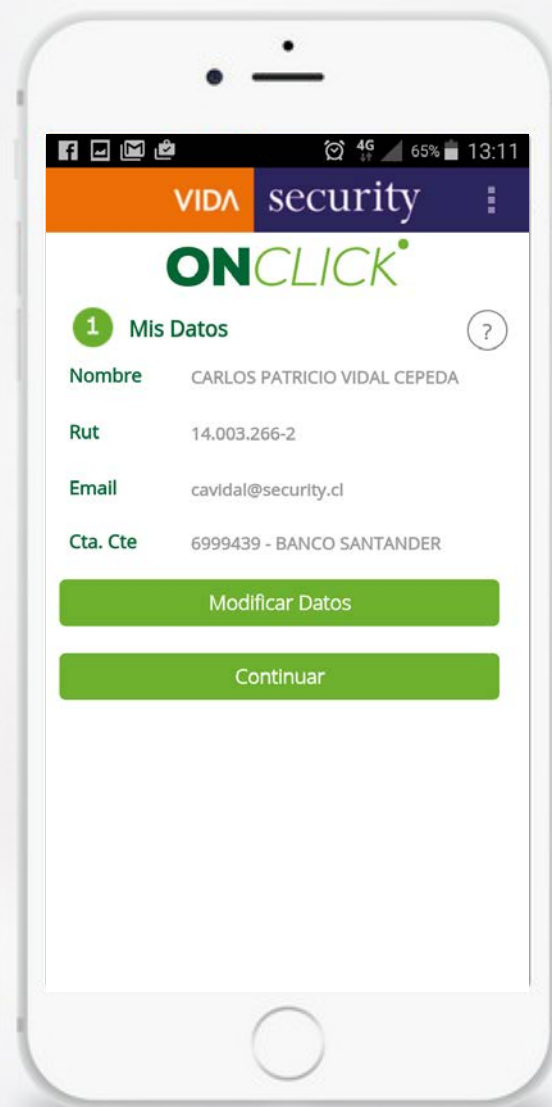 65% 13:11
4G
VIDA security
ONCLICK
1 Mis Datos ?
Nombre CARLOS PATRICIO VIDAL CEPEDA
Rut 14.003.266-2
Email cavidal@security.cl
Cta. Cte 6999439 - BANCO SANTANDER
Modificar Datos
Continuar